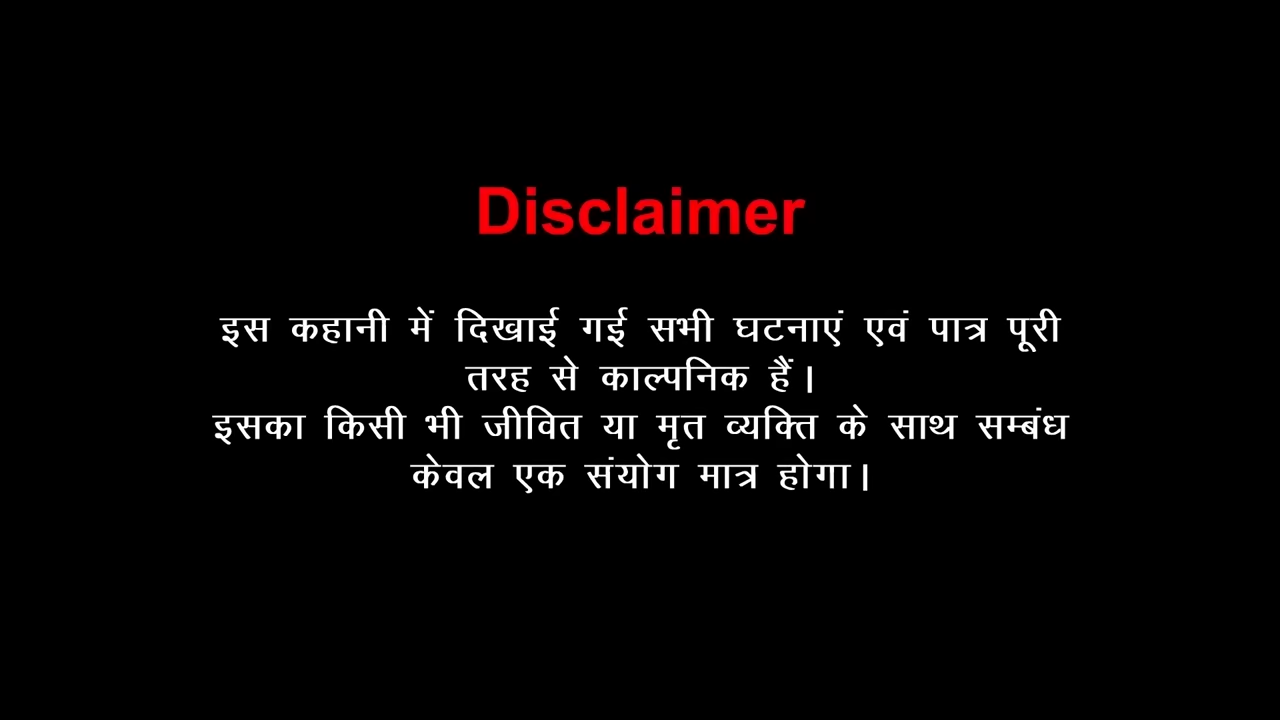 Disclaimer
इस कहानी में दिखाई गई सभी घटनाएं एवं पात्र पूरी
तरह से काल्पनिक हैं।
इसका किसी भी जीवित या मृत व्यक्ति के साथ सम्बंध
केवल एक संयोग मात्र होगा।